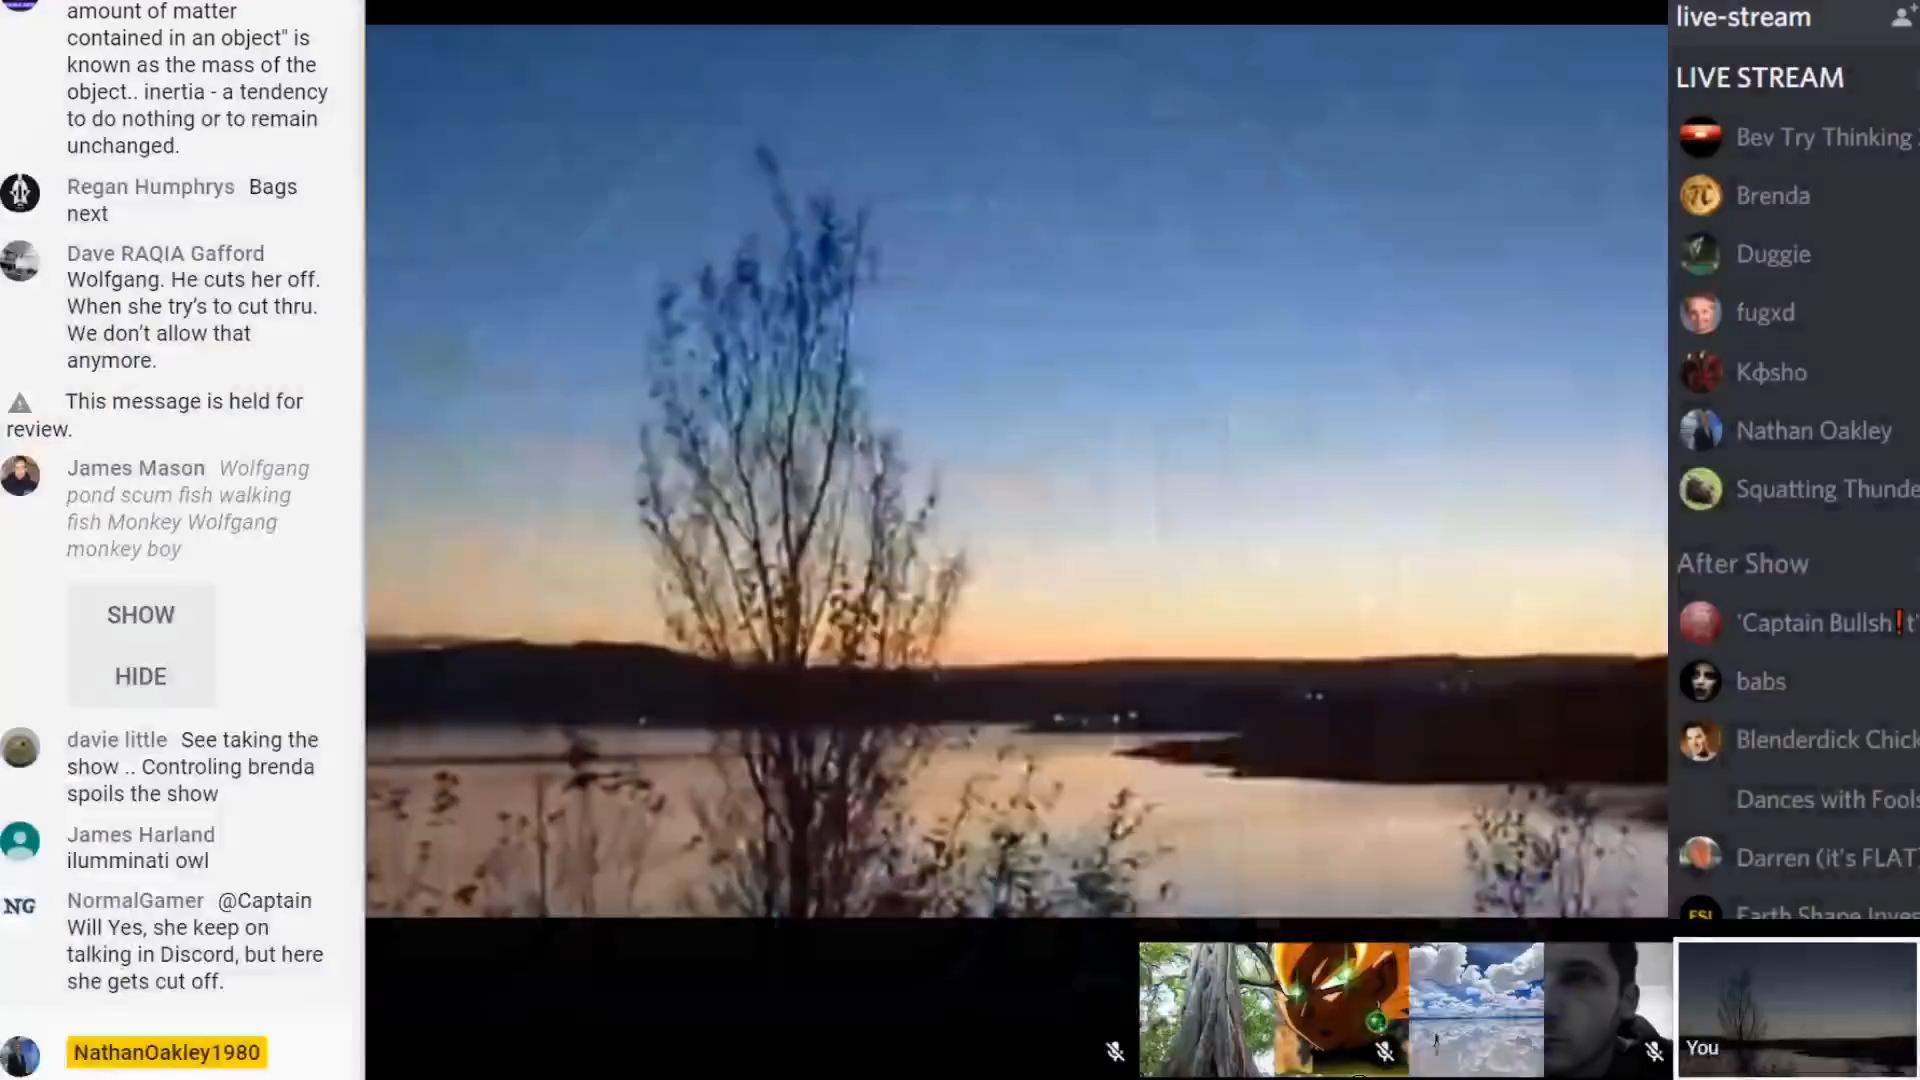 amount of matter
contained in an object" is
known as the mass of the
object.. inertia - a tendency
to do nothing or to remain
unchanged.
Regan Humphrys Bags
next
Dave RAQIA Gafford
Wolfgang. He cuts her off.
When she try's to cut thru.
We don't allow that
anymore.
This message is held for
review.
James Mason Wolfgang
pond scum fish walking
fish Monkey Wolfgang
monkey boy
SHOW
HIDE
davie little See taking the
show .. Controling brenda
spoils the show
James Harland
ilumminati owl
NG NormalGamer @Captain
Will Yes, she keep on
talking in Discord, but here
she gets cut off.
NathanOakley1980
live-stream
LIVE STREAM
Bev Try Thinking
Brenda
Duggie
fugxd
Kфsho
Nathan Oakley
Squatting Thunde
After Show
'Captain Bullsh❗t'
babs
Blenderdick Chick
Dances with Fools
Darren (it's FLAT
Earth Shape Inves
You